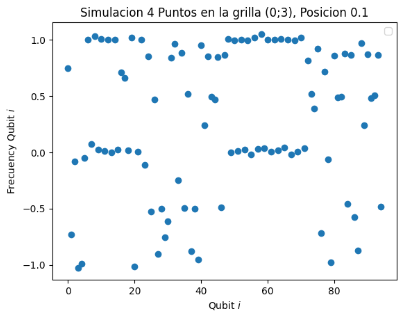 Simulacion 4 Puntos en la grilla (0;3), Posicion 0.1
1.0
0.5
0.0
−0.5
−1.0
Frecuency Qubit i
0 20 40 60 80
Qubit i